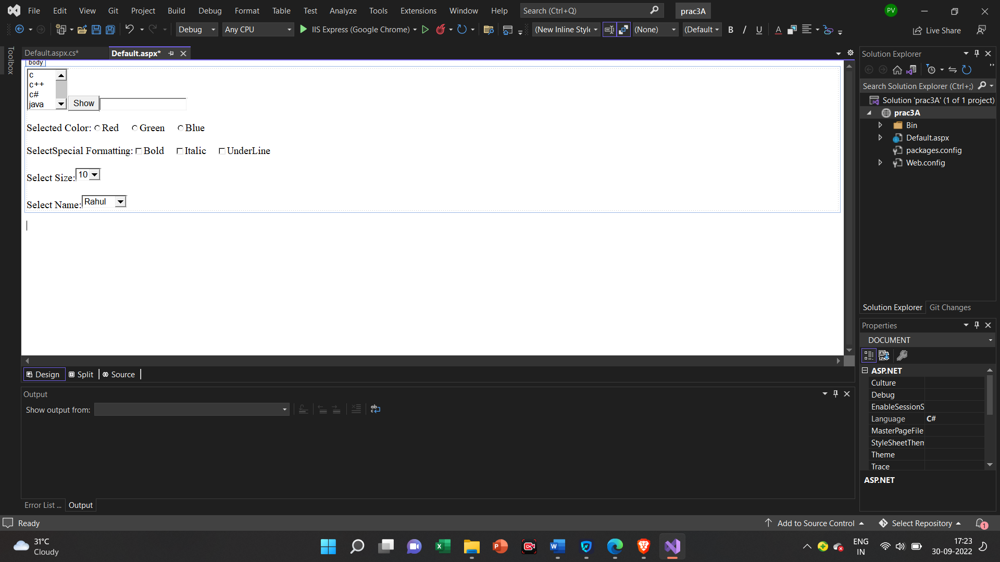 File Edit View Git Project Build Debug Format Table Test Analyze Tools Extensions Window Help Search (Ctrl+Q) prac3A PV
Debug Any CPU IIS Express (Google Chrome) (New Inline Style (None) (Default B I U A Live Share
Toolbox
Default.aspx.cs* Default.aspx*
body
c
c++
c#
java
Show
Selected Color: Red Green Blue
SelectSpecial Formatting: Bold Italic UnderLine
Select Size: 10
Select Name: Rahul
Design Split Source
Output
Show output from:
Error List ... Output
Solution Explorer
Search Solution Explorer (Ctrl+;)
Solution 'prac3A' (1 of 1 project)
prac3A
Bin
Default.aspx
packages.config
Web.config
Solution Explorer Git Changes
Properties
DOCUMENT
ASP.NET
Culture
Debug
EnableSessionS
Language C#
MasterPageFile
StyleSheetThem
Theme
Trace
ASP.NET
Ready Add to Source Control Select Repository 1
31°C
Cloudy
ENG
IN
17:23
30-09-2022